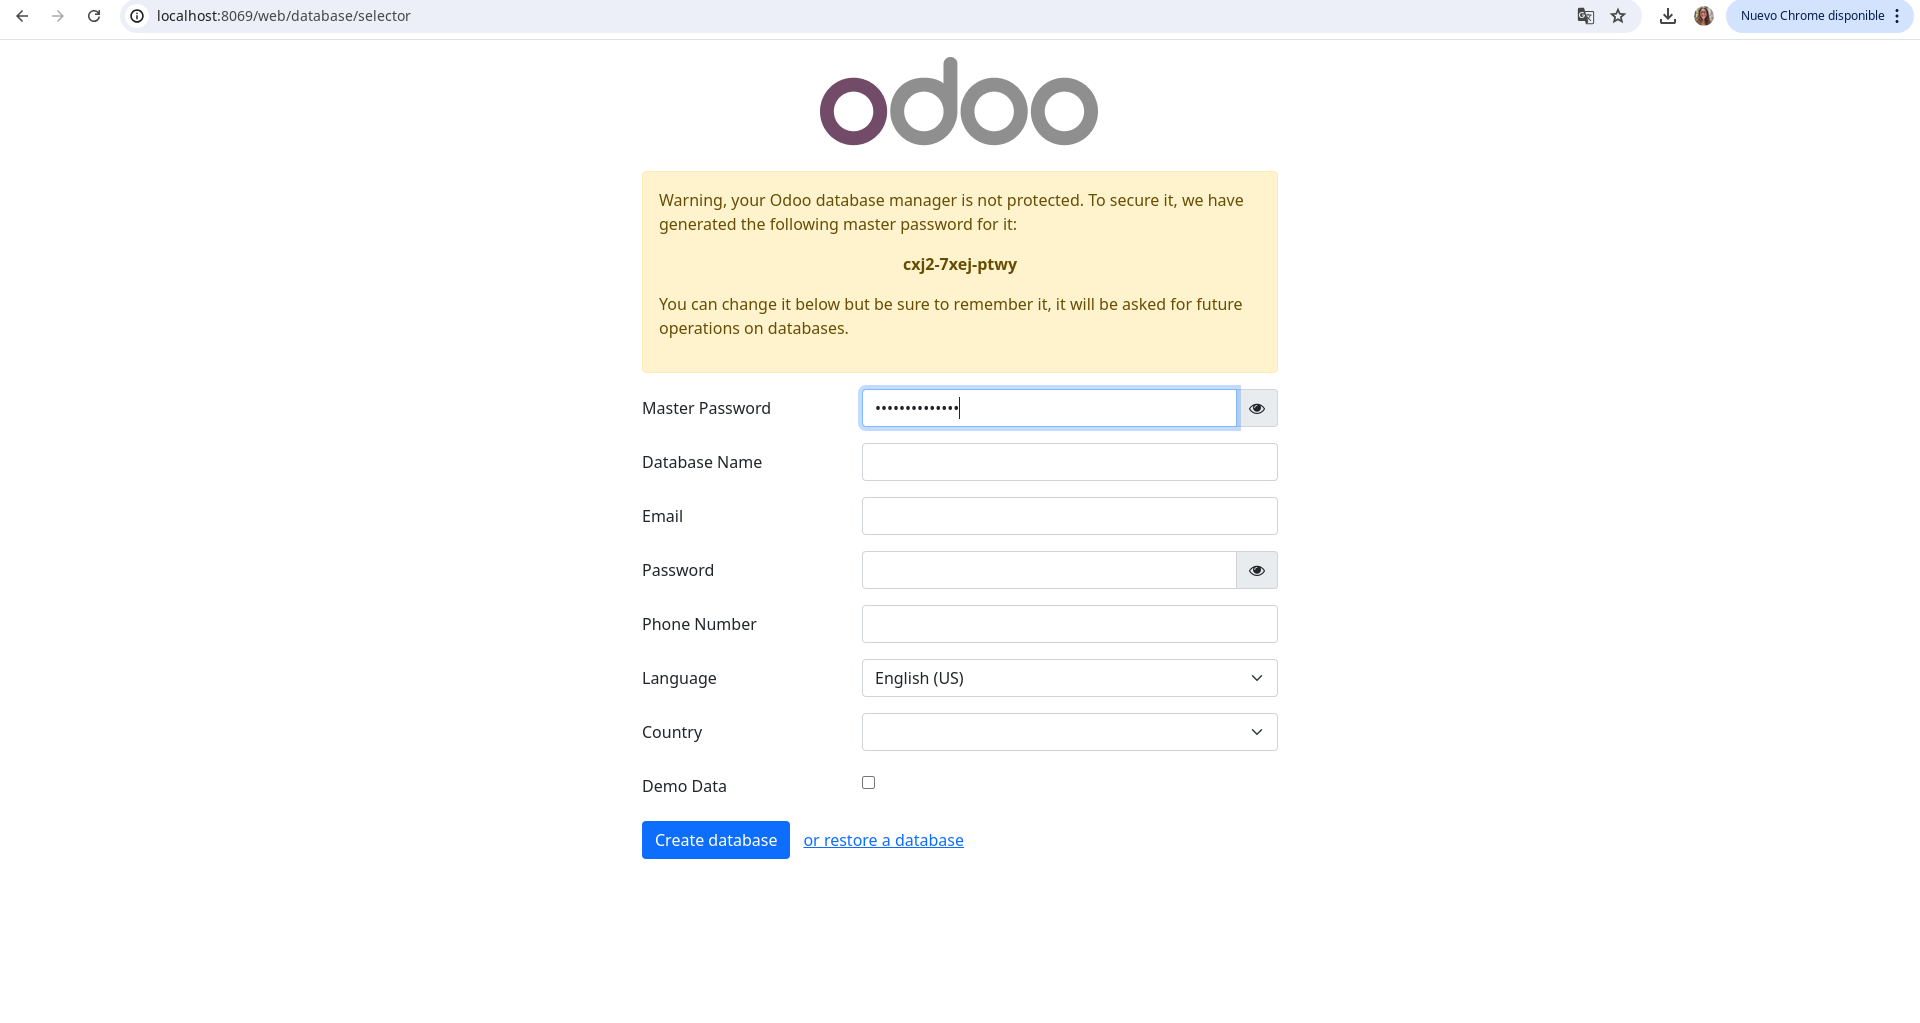 localhost:8069/web/database/selector
Nuevo Chrome disponible
odoo
Warning, your Odoo database manager is not protected. To secure it, we have
generated the following master password for it:
cxj2-7xej-ptwy
You can change it below but be sure to remember it, it will be asked for future
operations on databases.
Master Password ••••••••••••••
Database Name
Email
Password
Phone Number
Language English (US)
Country
Demo Data
Create database or restore a database